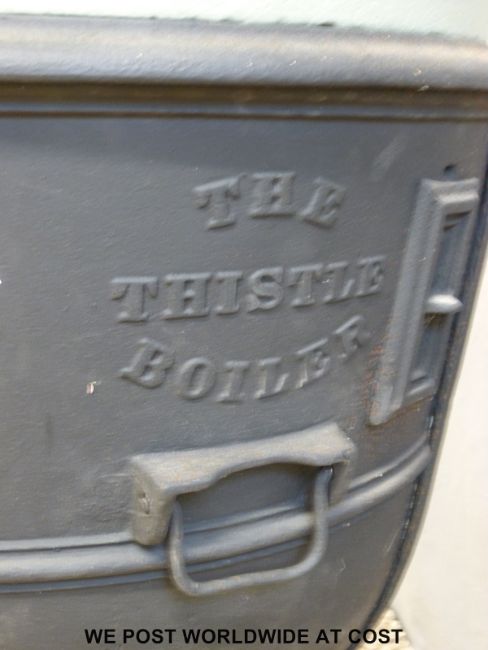 THE
THISTLE
BOILER
WE POST WORLDWIDE AT COST